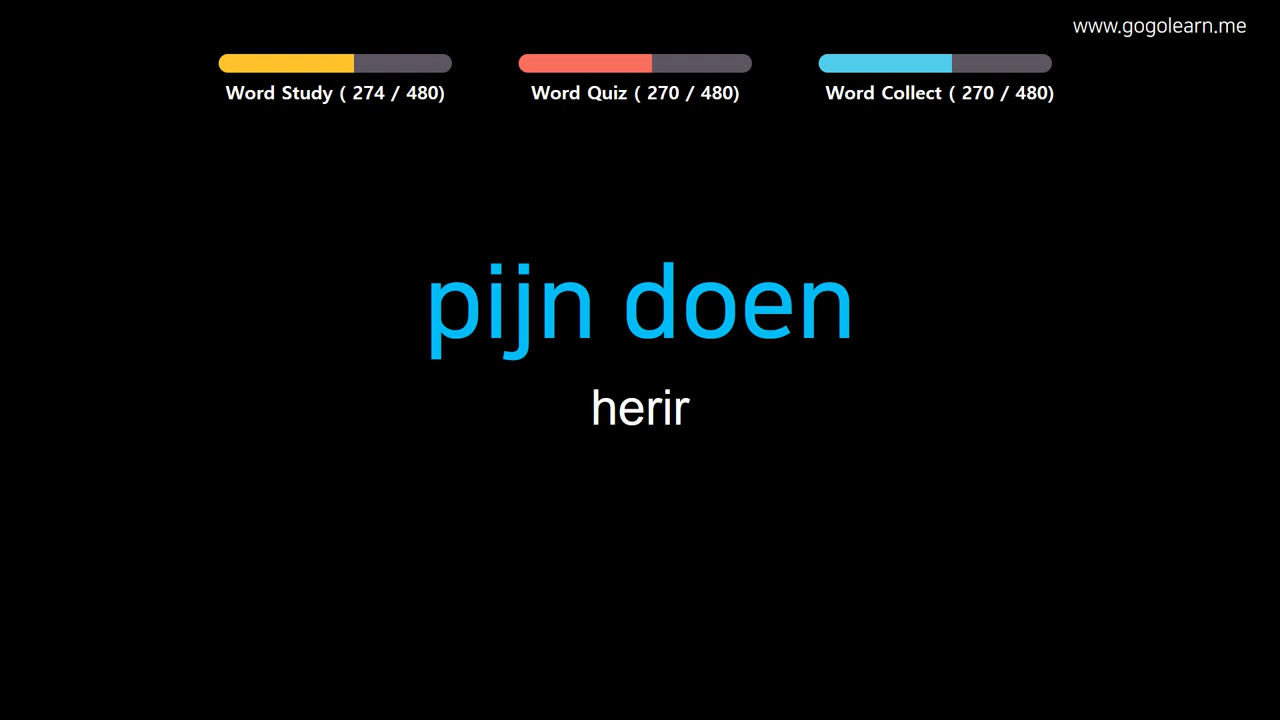 www.gogolearn.me
Word Study ( 274 / 480)
Word Quiz ( 270 / 480)
Word Collect ( 270 / 480)
pijn doen
herir